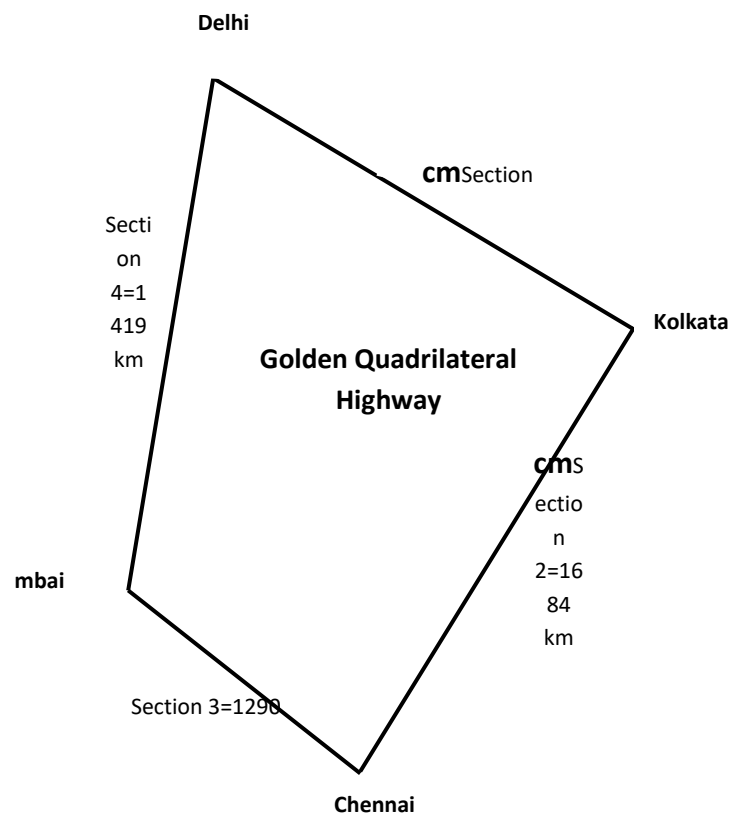 Delhi
cmSection
Secti
on
4=1
419
km
Kolkata
Golden Quadrilateral
Highway
cmS
ectio
n
2=16
84
km
mbai
Section 3=1290
Chennai